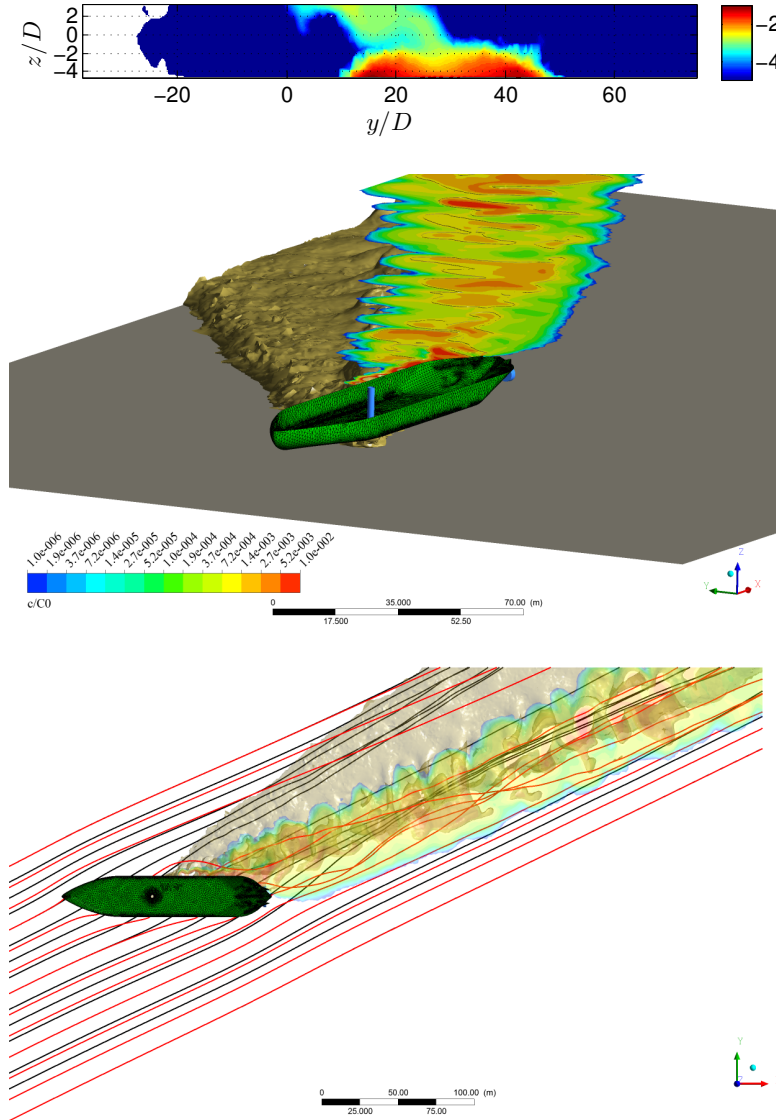 2
0
−2
−4
z/D
−20
0
20
40
60
y/D
−2
−4
1.0e-006
1.9e-006
3.7e-006
7.2e-006
1.4e-005
2.7e-005
5.2e-005
1.0e-004
1.9e-004
3.7e-004
7.2e-004
1.4e-003
2.7e-003
5.2e-003
1.0e-002
c/C0
0
35.000
70.00 (m)
17.500
52.50
Z
Y
X
0
50.00
100.00 (m)
25.000
75.00
Y
Z